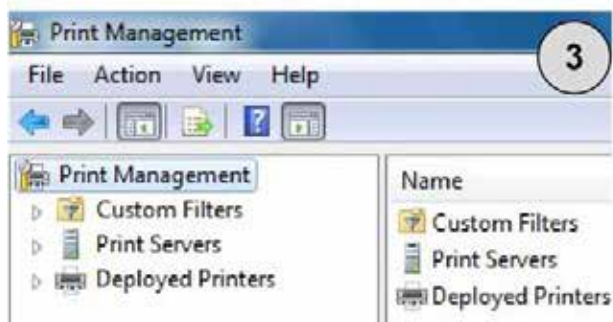 Print Management
3
File Action View Help
Print Management
Custom Filters
Print Servers
Deployed Printers
Name
Custom Filters
Print Servers
Deployed Printers